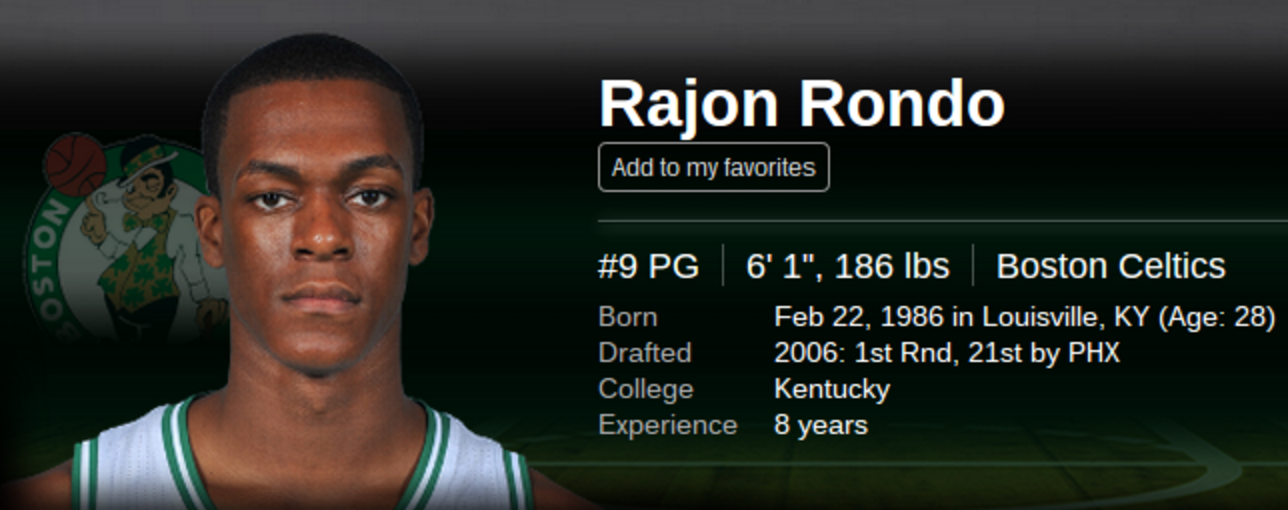 Rajon Rondo
Add to my favorites
BOSTON
#9 PG 6' 1", 186 lbs Boston Celtics
Born Feb 22, 1986 in Louisville, KY (Age: 28)
Drafted 2006: 1st Rnd, 21st by PHX
College Kentucky
Experience 8 years